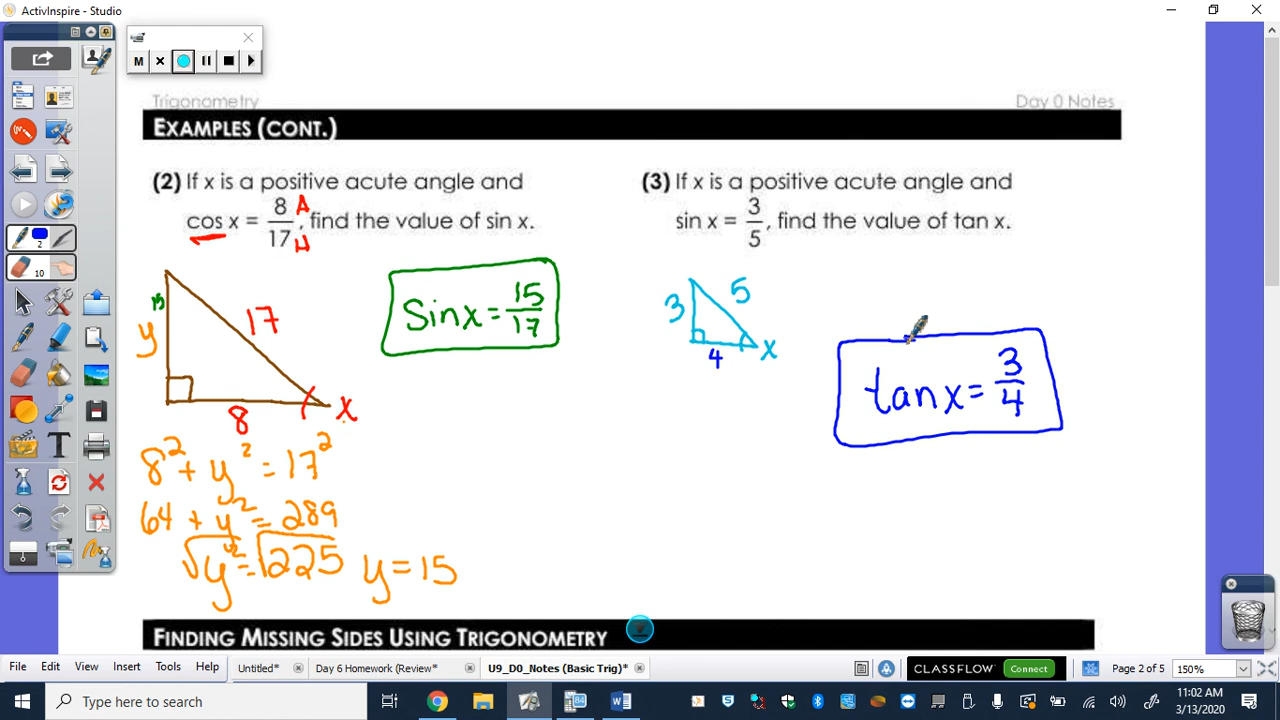 ActivInspire - Studio
M
Trigonometry
Day 0 Notes
EXAMPLES (CONT.)
(2) If x is a positive acute angle and
cos x = 8/17, find the value of sin x.
A
H
(3) If x is a positive acute angle and
sin x = 3/5, find the value of tan x.
15
y
17
8
x
sin x = 15/17
3
5
4
x
tan x = 3/4
8² + y² = 17²
64 + y² = 289
√y² = √225 y = 15
FINDING MISSING SIDES USING TRIGONOMETRY
2
10
T
File Edit View Insert Tools Help
Untitled*
Day 6 Homework (Review*
U9_D0_Notes (Basic Trig)*
CLASSFLOW Connect
Page 2 of 5
150%
Type here to search
11:02 AM
3/13/2020